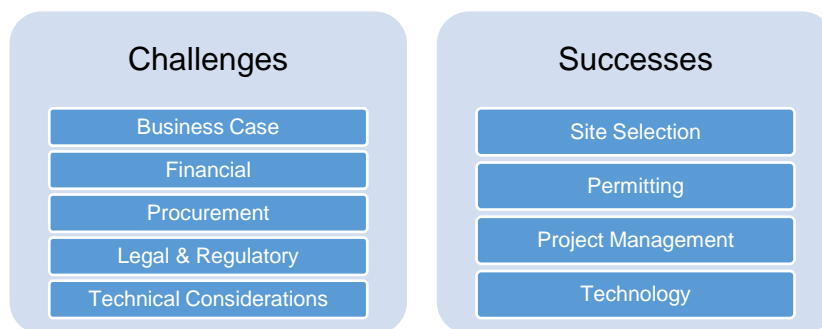 Challenges
Business Case
Financial
Procurement
Legal & Regulatory
Technical Considerations
Successes
Site Selection
Permitting
Project Management
Technology